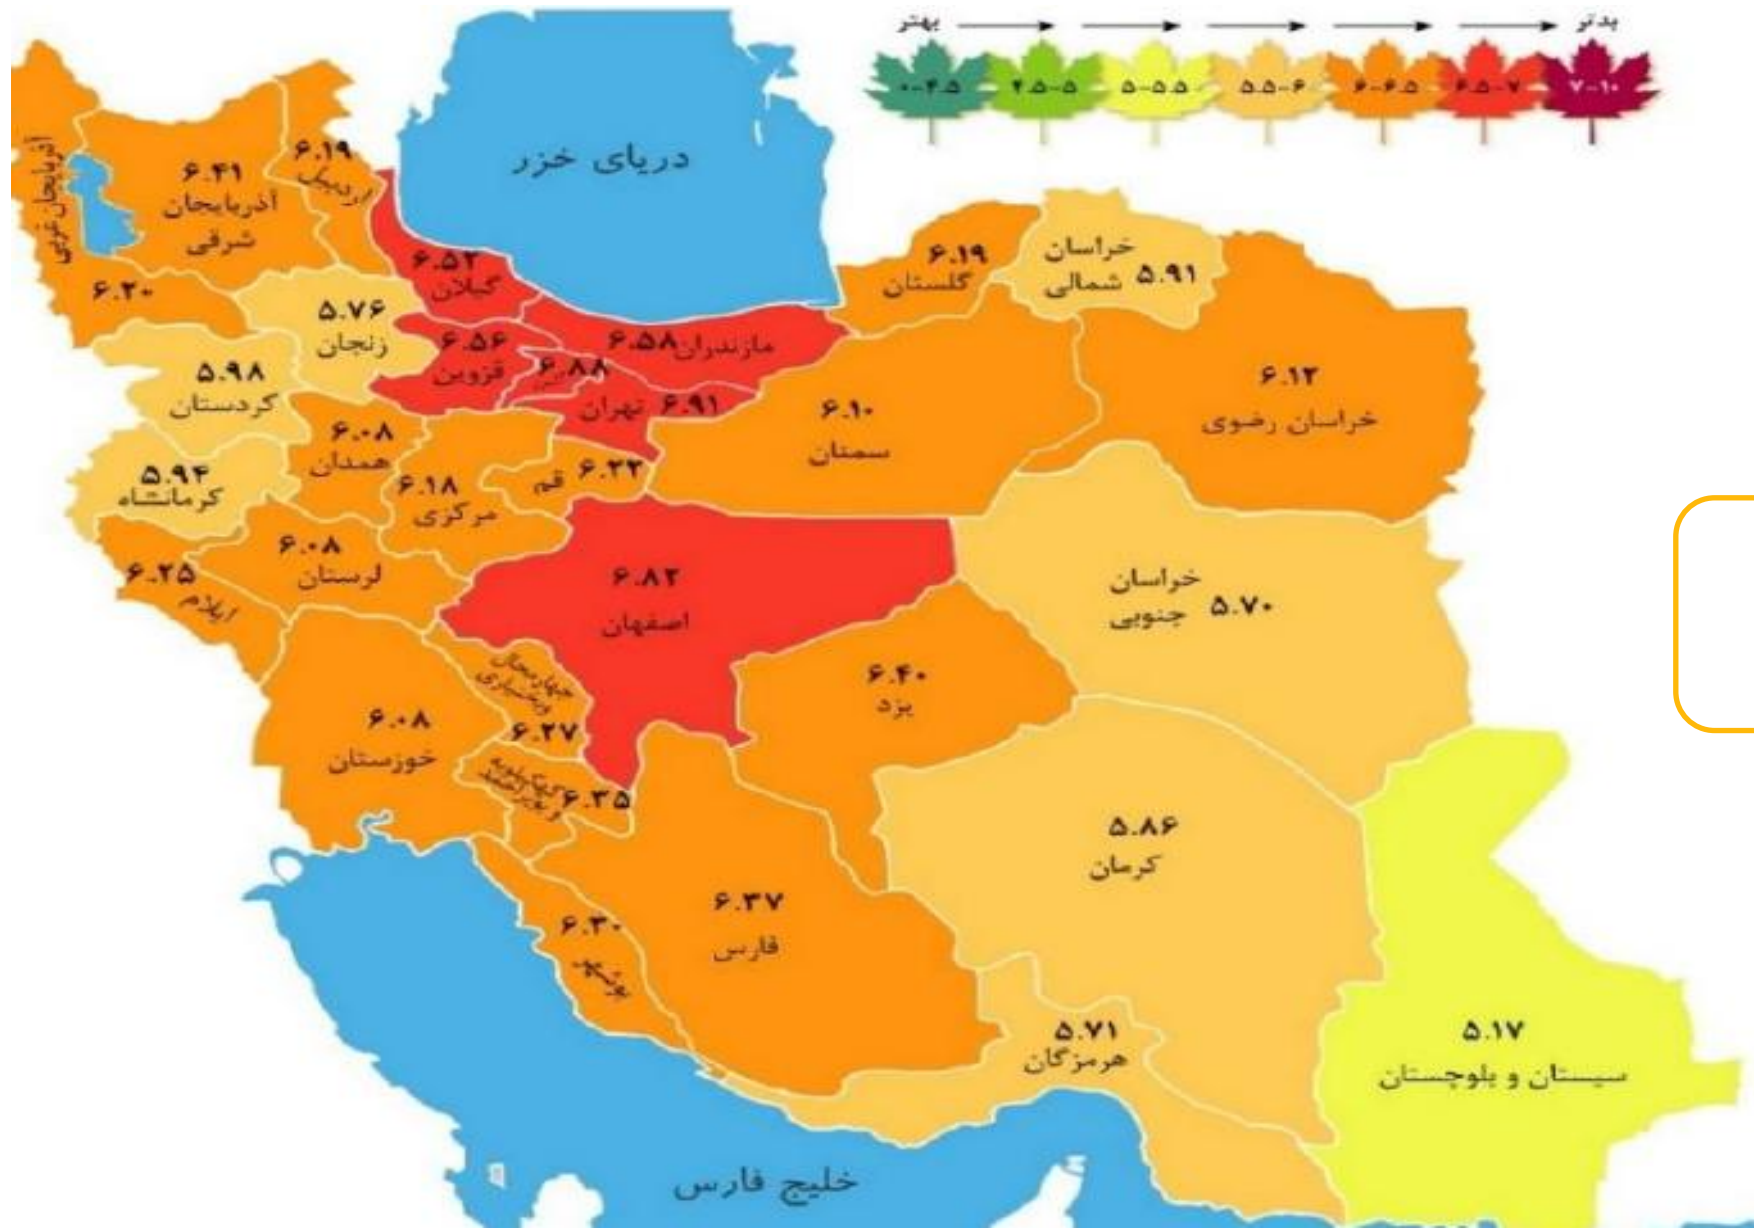 بهتر
بدتر
۰-۴.۵
۴.۵-۵
۵-۵.۵
۵.۵-۶
۶-۶.۵
۶.۵-۷
۷-۱۰
دریای خزر
آذربایجان غربی
۶.۲۰
۶.۴۱
آذربایجان
شرقی
۶.۱۹
اردبیل
۶.۵۲
گیلان
۵.۷۶
زنجان
۶.۵۶
قزوین
۶.۵۸
مازندران
۶.۸۸
تهران ۶.۹۱
۶.۱۹
گلستان
خراسان
شمالی ۵.۹۱
۶.۱۲
خراسان رضوی
۶.۱۰
سمنان
۵.۹۸
کردستان
۶.۰۸
همدان
۵.۹۴
کرمانشاه
۶.۱۸
مرکزی
قم ۶.۲۲
۶.۰۸
لرستان
۶.۲۵
ایلام
۶.۸۲
اصفهان
خراسان
جنوبی ۵.۷۰
چهارمحال
وبختیاری
۶.۲۷
۶.۴۰
یزد
۶.۰۸
خوزستان
کهگیلویه
و بویراحمد
۶.۳۵
۵.۸۶
کرمان
۶.۳۷
فارس
۶.۳۰
بوشهر
۵.۷۱
هرمزگان
۵.۱۷
سیستان و بلوچستان
خلیج فارس